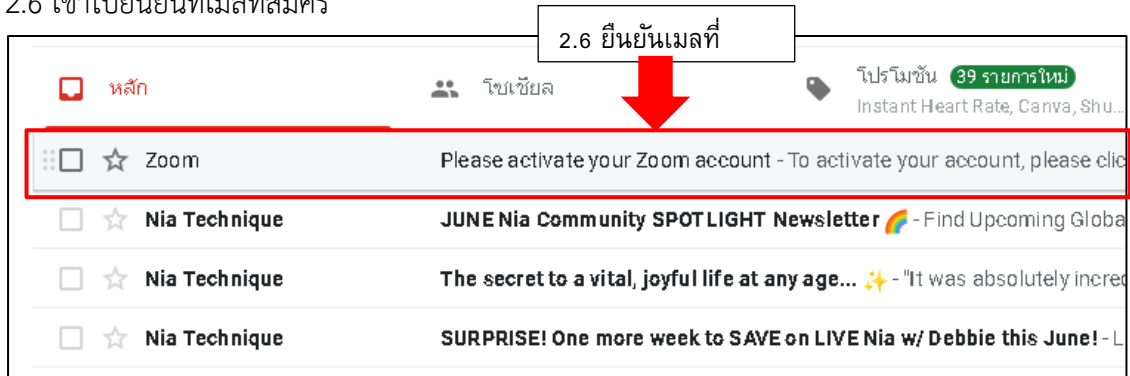 2.6 เข้าไปยืนยันที่เมลที่สมัคร
2.6 ยืนยันเมลที่
หลัก
โซเชียล
โปรโมชัน 39 รายการใหม่
Instant Heart Rate, Canva, Shu...
Zoom Please activate your Zoom account - To activate your account, please clic
Nia Technique JUNE Nia Community SPOTLIGHT Newsletter 🌈 - Find Upcoming Globa
Nia Technique The secret to a vital, joyful life at any age... ✨ - "It was absolutely incred
Nia Technique SURPRISE! One more week to SAVE on LIVE Nia w/ Debbie this June! - L